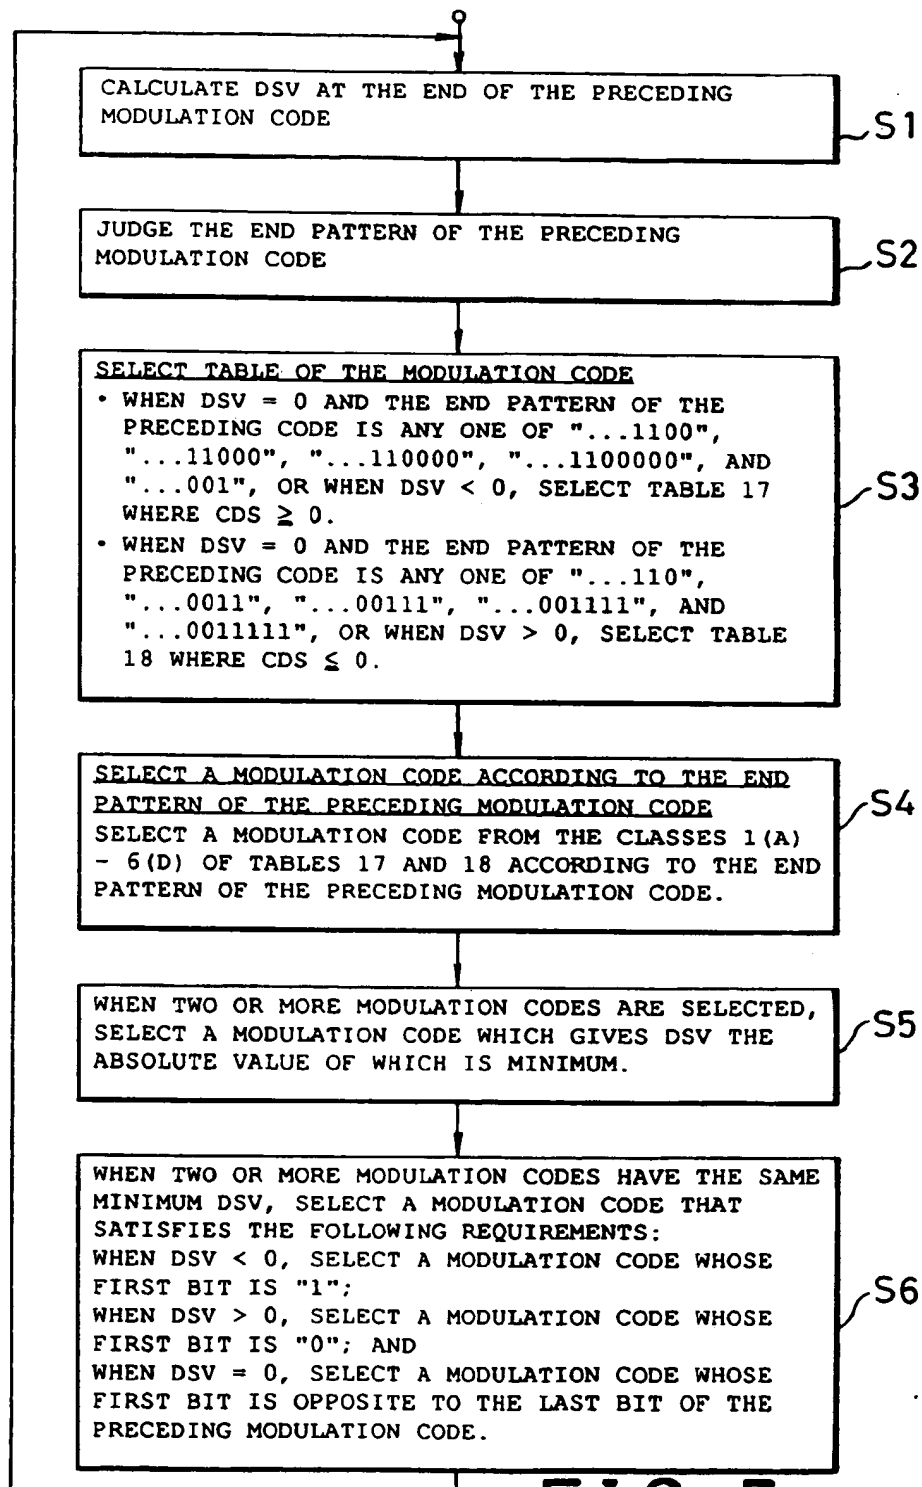 CALCULATE DSV AT THE END OF THE PRECEDING
MODULATION CODE
S1
JUDGE THE END PATTERN OF THE PRECEDING
MODULATION CODE
S2
SELECT TABLE OF THE MODULATION CODE
• WHEN DSV = 0 AND THE END PATTERN OF THE
PRECEDING CODE IS ANY ONE OF "...1100",
"...11000", "...110000", "...1100000", AND
"...001", OR WHEN DSV < 0, SELECT TABLE 17
WHERE CDS ≧ 0.
• WHEN DSV = 0 AND THE END PATTERN OF THE
PRECEDING CODE IS ANY ONE OF "...110",
"...0011", "...00111", "...001111", AND
"...0011111", OR WHEN DSV > 0, SELECT TABLE
18 WHERE CDS ≦ 0.
S3
SELECT A MODULATION CODE ACCORDING TO THE END
PATTERN OF THE PRECEDING MODULATION CODE
SELECT A MODULATION CODE FROM THE CLASSES 1(A)
- 6(D) OF TABLES 17 AND 18 ACCORDING TO THE END
PATTERN OF THE PRECEDING MODULATION CODE.
S4
WHEN TWO OR MORE MODULATION CODES ARE SELECTED,
SELECT A MODULATION CODE WHICH GIVES DSV THE
ABSOLUTE VALUE OF WHICH IS MINIMUM.
S5
WHEN TWO OR MORE MODULATION CODES HAVE THE SAME
MINIMUM DSV, SELECT A MODULATION CODE THAT
SATISFIES THE FOLLOWING REQUIREMENTS:
WHEN DSV < 0, SELECT A MODULATION CODE WHOSE
FIRST BIT IS "1";
WHEN DSV > 0, SELECT A MODULATION CODE WHOSE
FIRST BIT IS "0"; AND
WHEN DSV = 0, SELECT A MODULATION CODE WHOSE
FIRST BIT IS OPPOSITE TO THE LAST BIT OF THE
PRECEDING MODULATION CODE.
S6